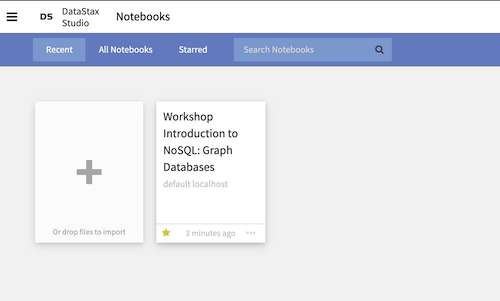 DS
DataStax
Studio
Notebooks
Recent
All Notebooks
Starred
Search Notebooks
Workshop
Introduction to
NoSQL: Graph
Databases
default localhost
Or drop files to import
3 minutes ago